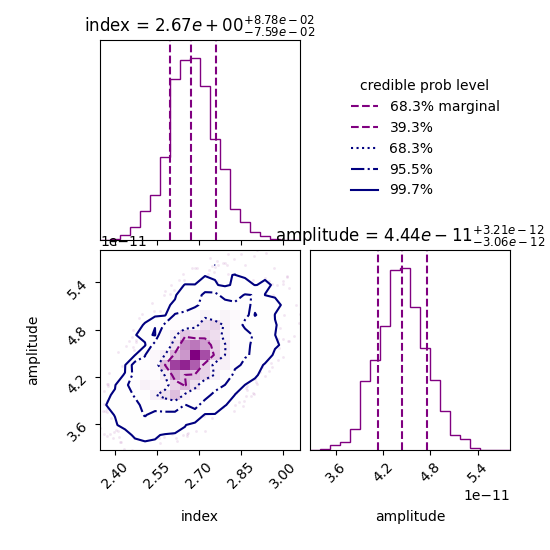 index = 2.67e + 00 +8.78e − 02 −7.59e − 02
credible prob level
68.3% marginal
39.3%
68.3%
95.5%
99.7%
1e−11
amplitude = 4.44e − 11 +3.21e − 12 −3.06e − 12
5.4
4.8
4.2
3.6
amplitude
2.40 2.55 2.70 2.85 3.00
3.6 4.2 4.8 5.4
1e−11
index
amplitude